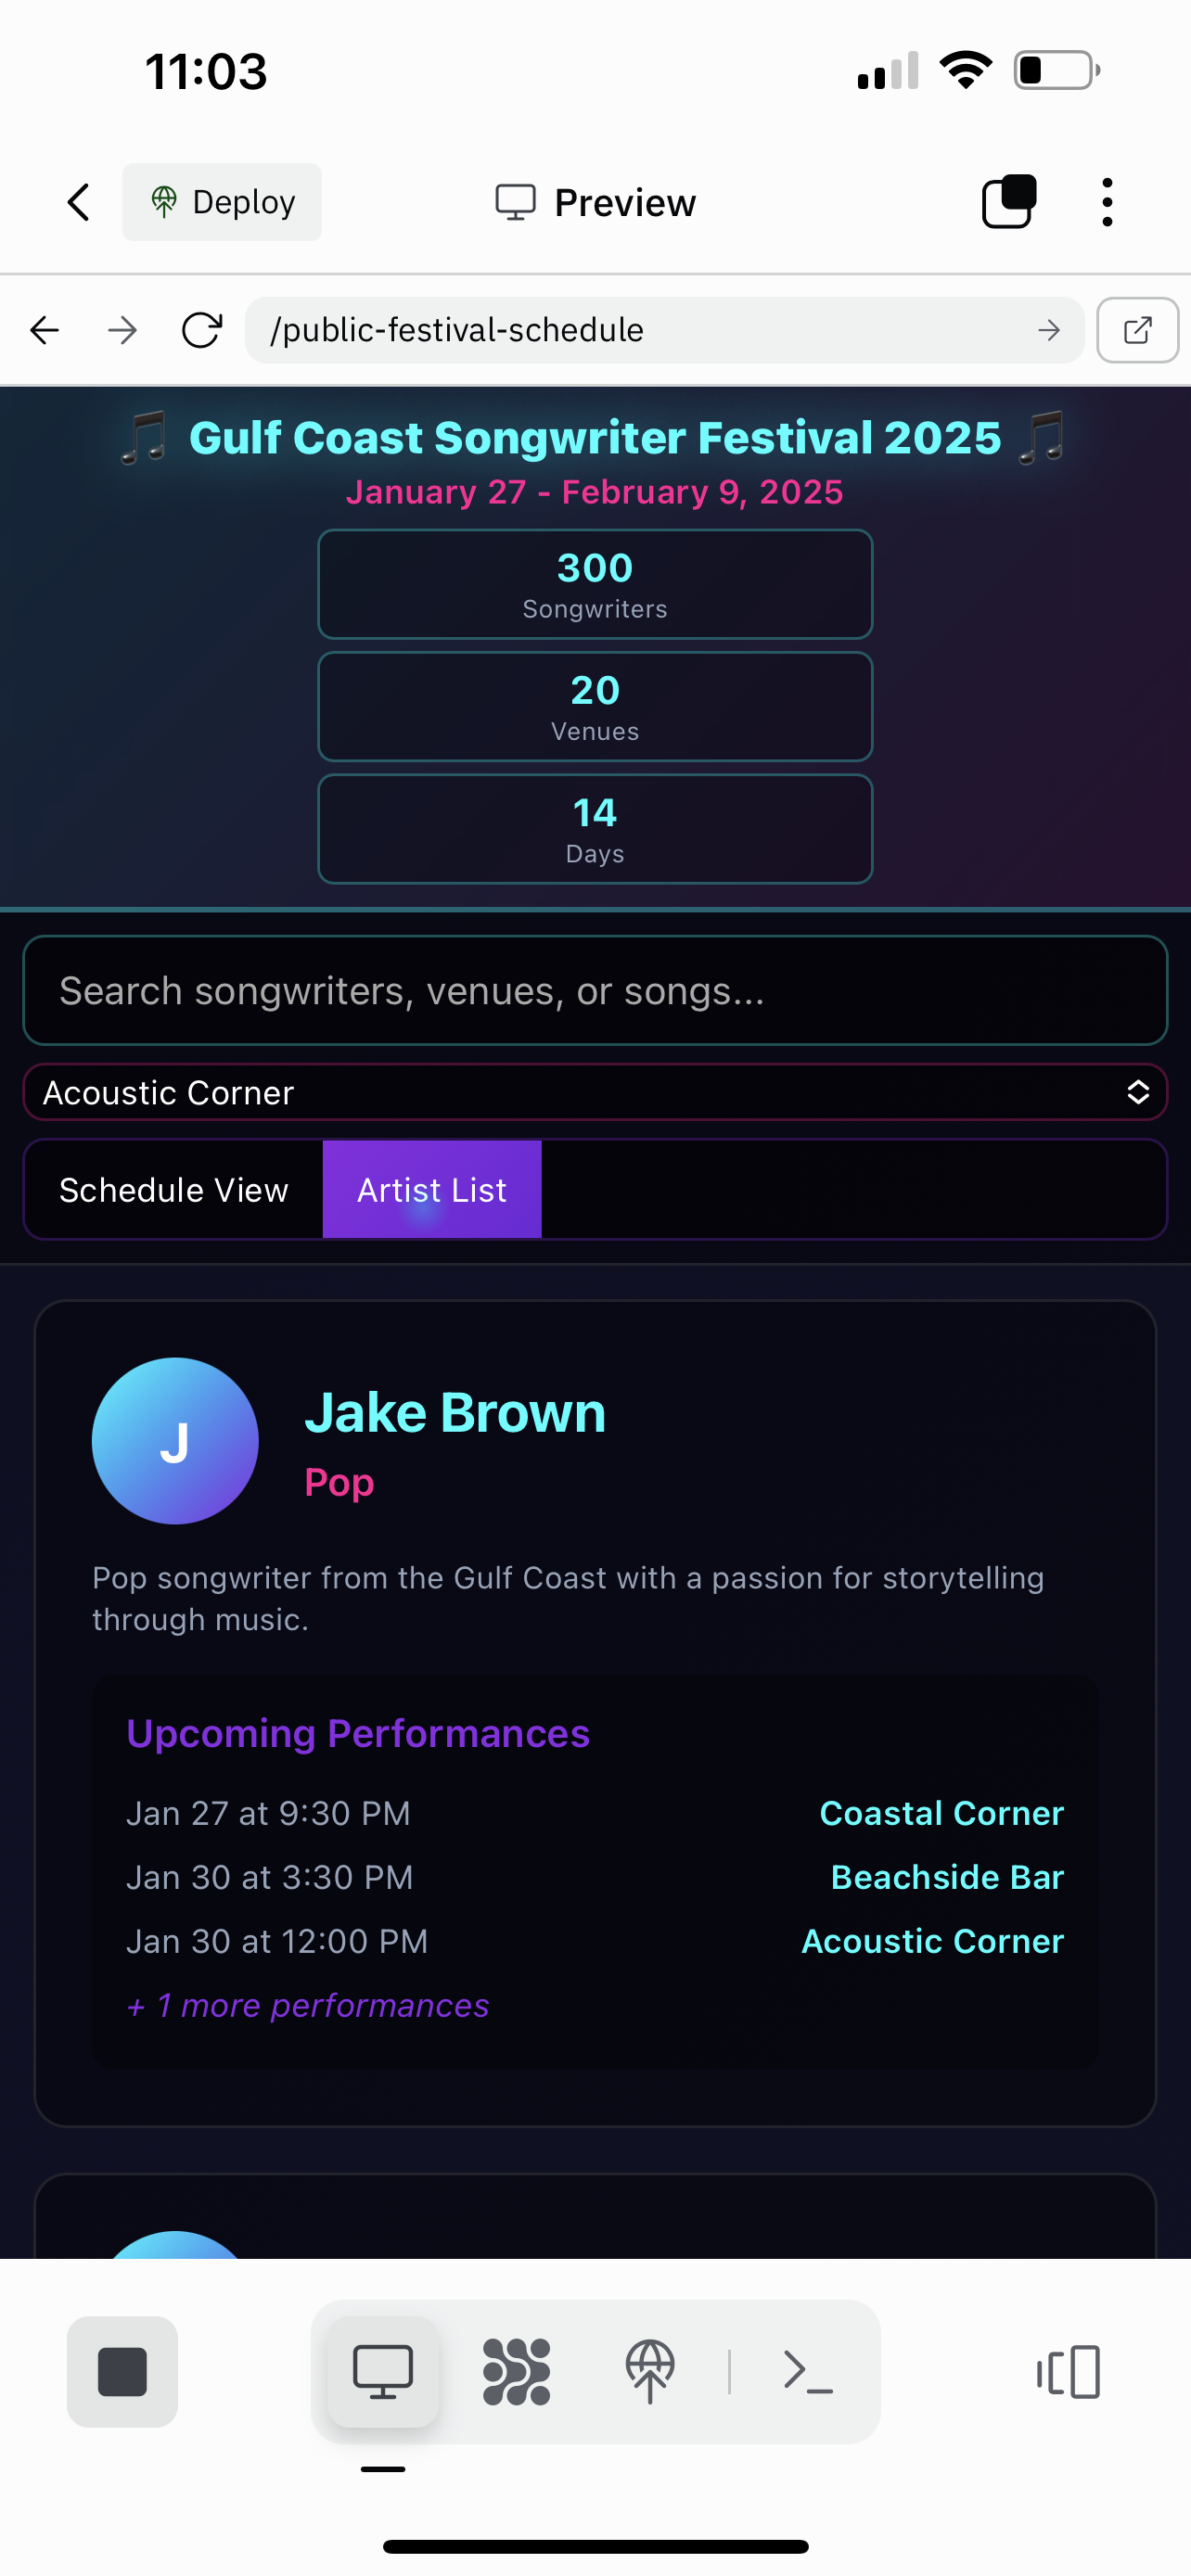 11:03
Deploy
Preview
/public-festival-schedule
🎵 Gulf Coast Songwriter Festival 2025 🎵
January 27 - February 9, 2025
300
Songwriters
20
Venues
14
Days
Search songwriters, venues, or songs...
Acoustic Corner
Schedule View Artist List
J
Jake Brown
Pop
Pop songwriter from the Gulf Coast with a passion for storytelling
through music.
Upcoming Performances
Jan 27 at 9:30 PM Coastal Corner
Jan 30 at 3:30 PM Beachside Bar
Jan 30 at 12:00 PM Acoustic Corner
+ 1 more performances